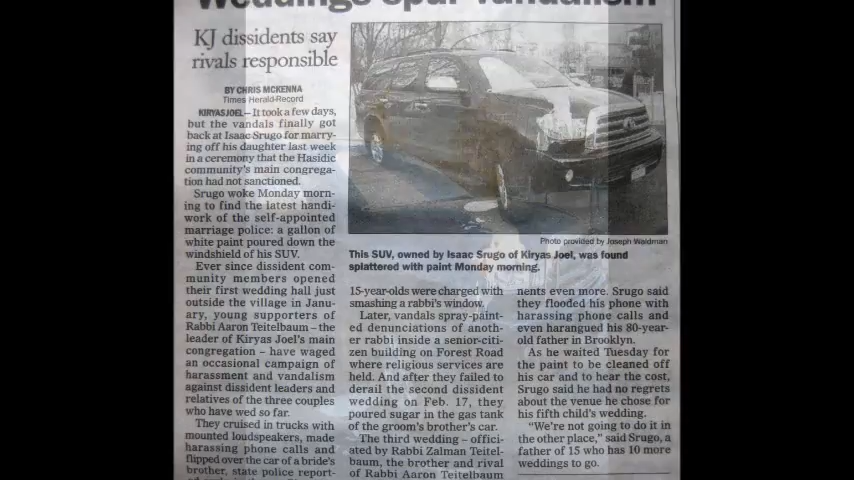 Weddings spur vandalism
KJ dissidents say
rivals responsible
BY CHRIS MCKENNA
Times Herald-Record
KIRYAS JOEL – It took a few days,
but the vandals finally got
back at Isaac Srugo for marry-
ing off his daughter last week
in a ceremony that the Hasidic
community's main congrega-
tion had not sanctioned.
Srugo woke Monday morn-
ing to find the latest handi-
work of the self-appointed
marriage police: a gallon of
white paint poured down the
windshield of his SUV.
Ever since dissident com-
munity members opened
their first wedding hall just
outside the village in Janu-
ary, young supporters of
Rabbi Aaron Teitelbaum – the
leader of Kiryas Joel's main
congregation – have waged
an occasional campaign of
harassment and vandalism
against dissident leaders and
relatives of the three couples
who have wed so far.
They cruised in trucks with
mounted loudspeakers, made
harassing phone calls and
flipped over the car of a bride's
brother, state police report-
Photo provided by Joseph Waldman
This SUV, owned by Isaac Srugo of Kiryas Joel, was found
splattered with paint Monday morning.
15-year-olds were charged with
smashing a rabbi's window.
Later, vandals spray-paint-
ed denunciations of anoth-
er rabbi inside a senior-citi-
zen building on Forest Road
where religious services are
held. And after they failed to
derail the second dissident
wedding on Feb. 17, they
poured sugar in the gas tank
of the groom's brother's car.
The third wedding – offici-
ated by Rabbi Zalman Teitel-
baum, the brother and rival
of Rabbi Aaron Teitelbaum
nents even more. Srugo said
they flooded his phone with
harassing phone calls and
even harangued his 80-year-
old father in Brooklyn.
As he waited Tuesday for
the paint to be cleaned off
his car and to hear the cost,
Srugo said he had no regrets
about the venue he chose for
his fifth child's wedding.
"We're not going to do it in
the other place," said Srugo, a
father of 15 who has 10 more
weddings to go.